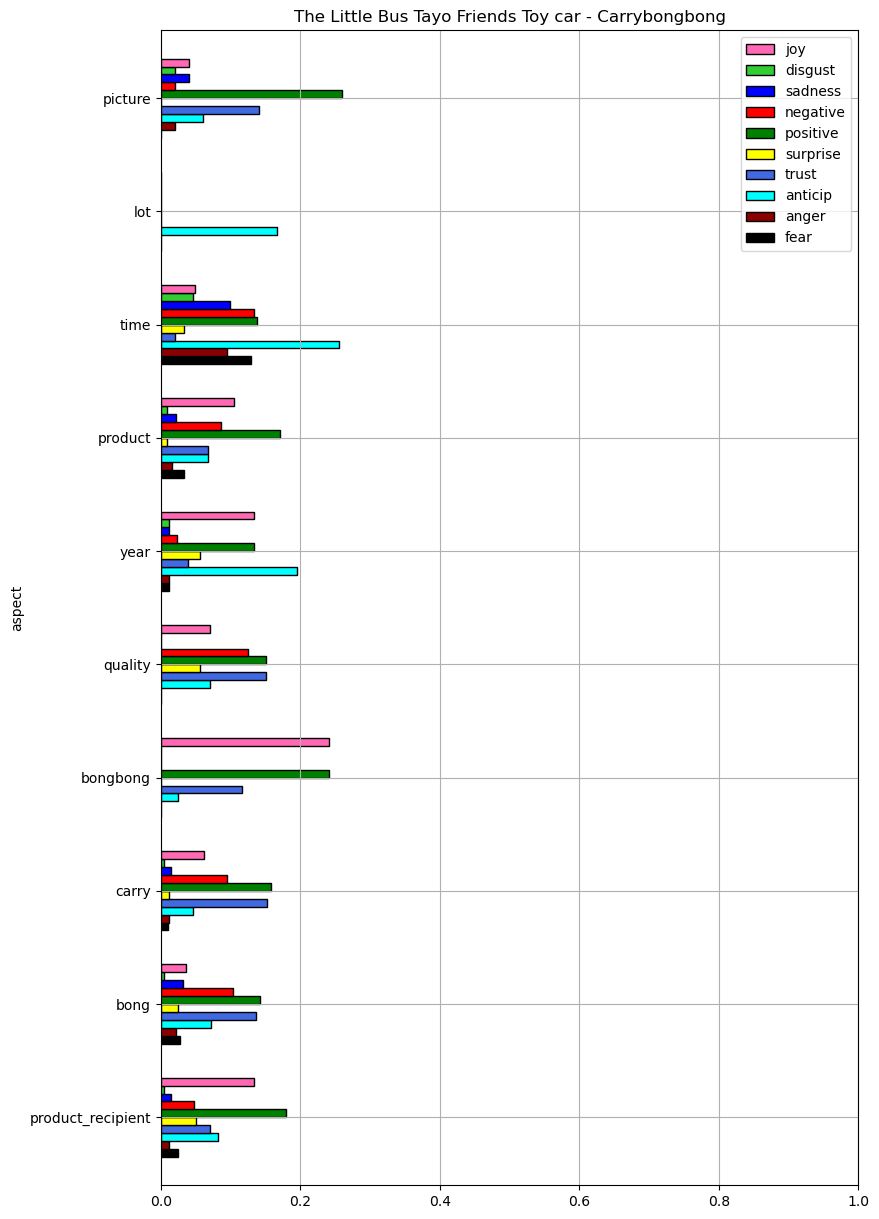 The Little Bus Tayo Friends Toy car - Carrybongbong
joy
disgust
sadness
negative
positive
surprise
trust
anticip
anger
fear
picture
lot
time
product
year
quality
bongbong
carry
bong
product_recipient
aspect
0.0 0.2 0.4 0.6 0.8 1.0